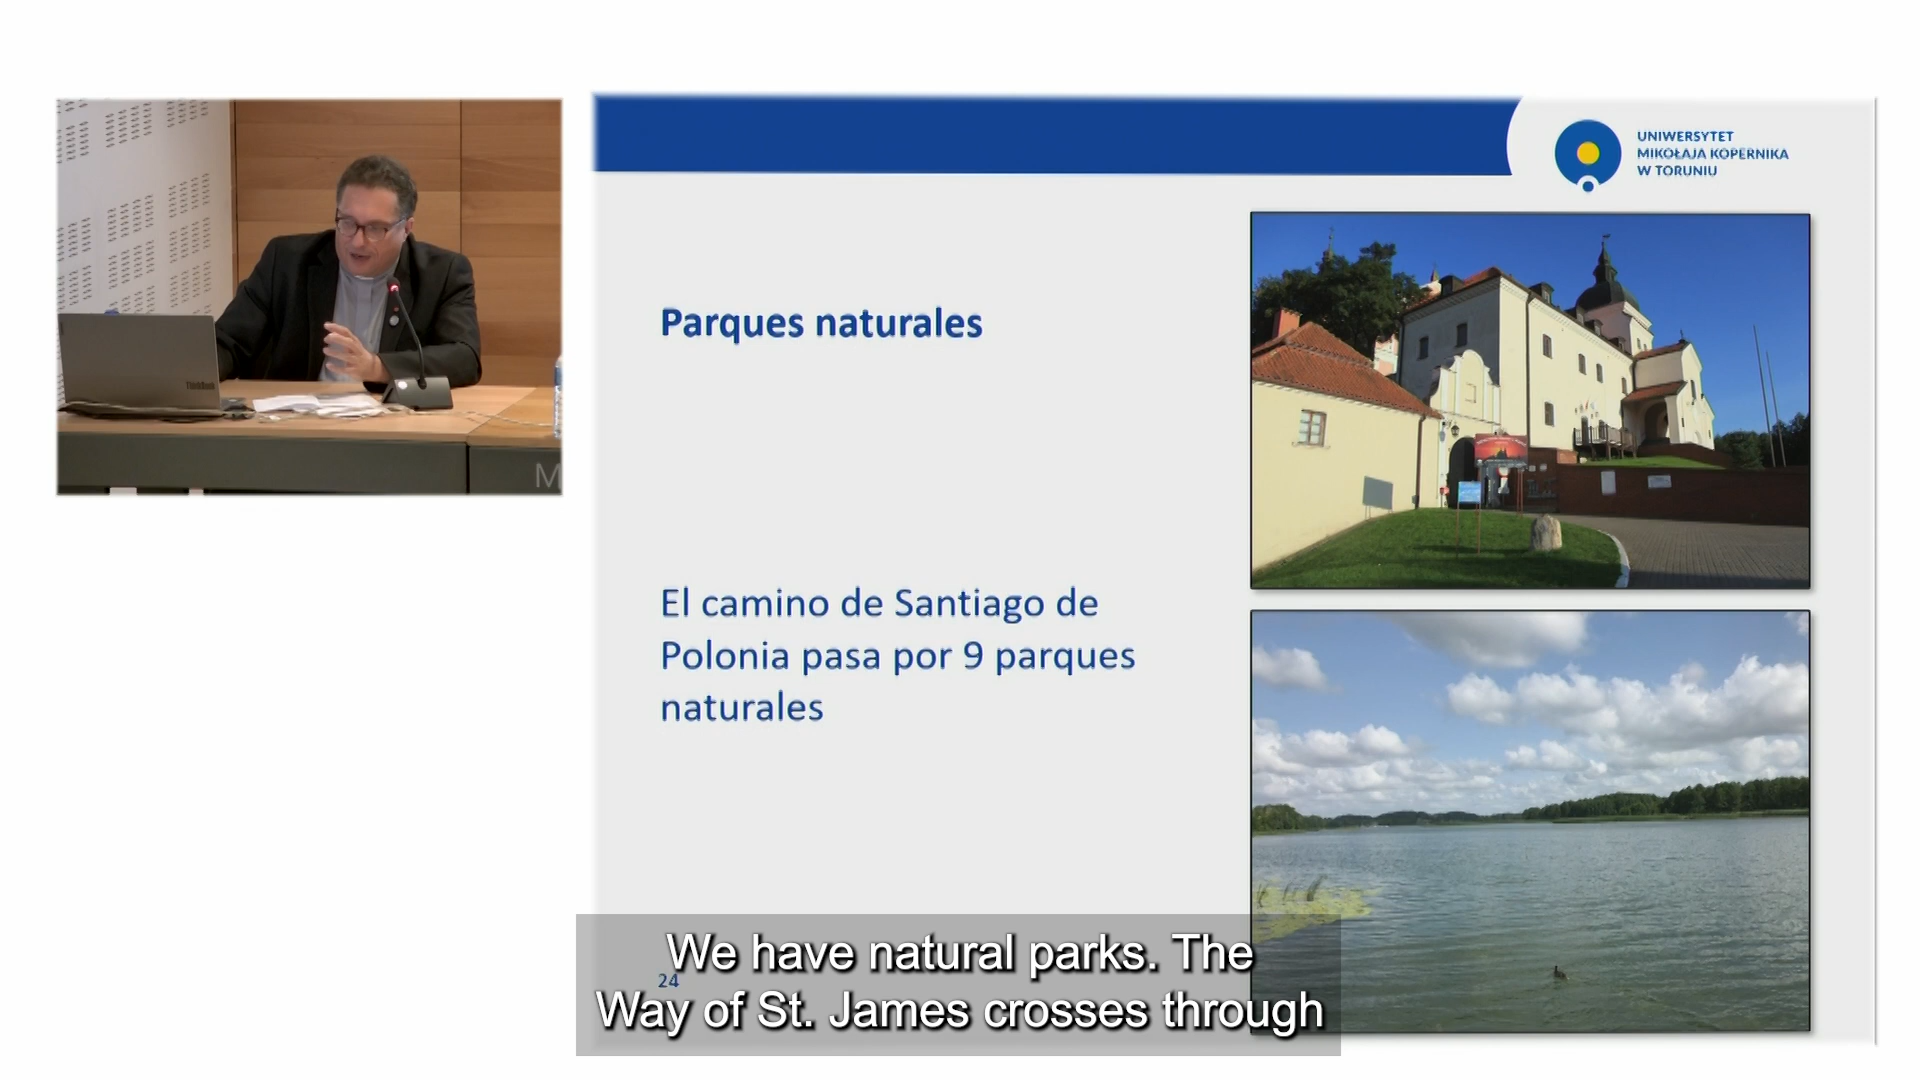 UNIWERSYTET
MIKOŁAJA KOPERNIKA
W TORUNIU
Parques naturales
El camino de Santiago de
Polonia pasa por 9 parques
naturales
24
We have natural parks. The
Way of St. James crosses through
ThinkBook
M